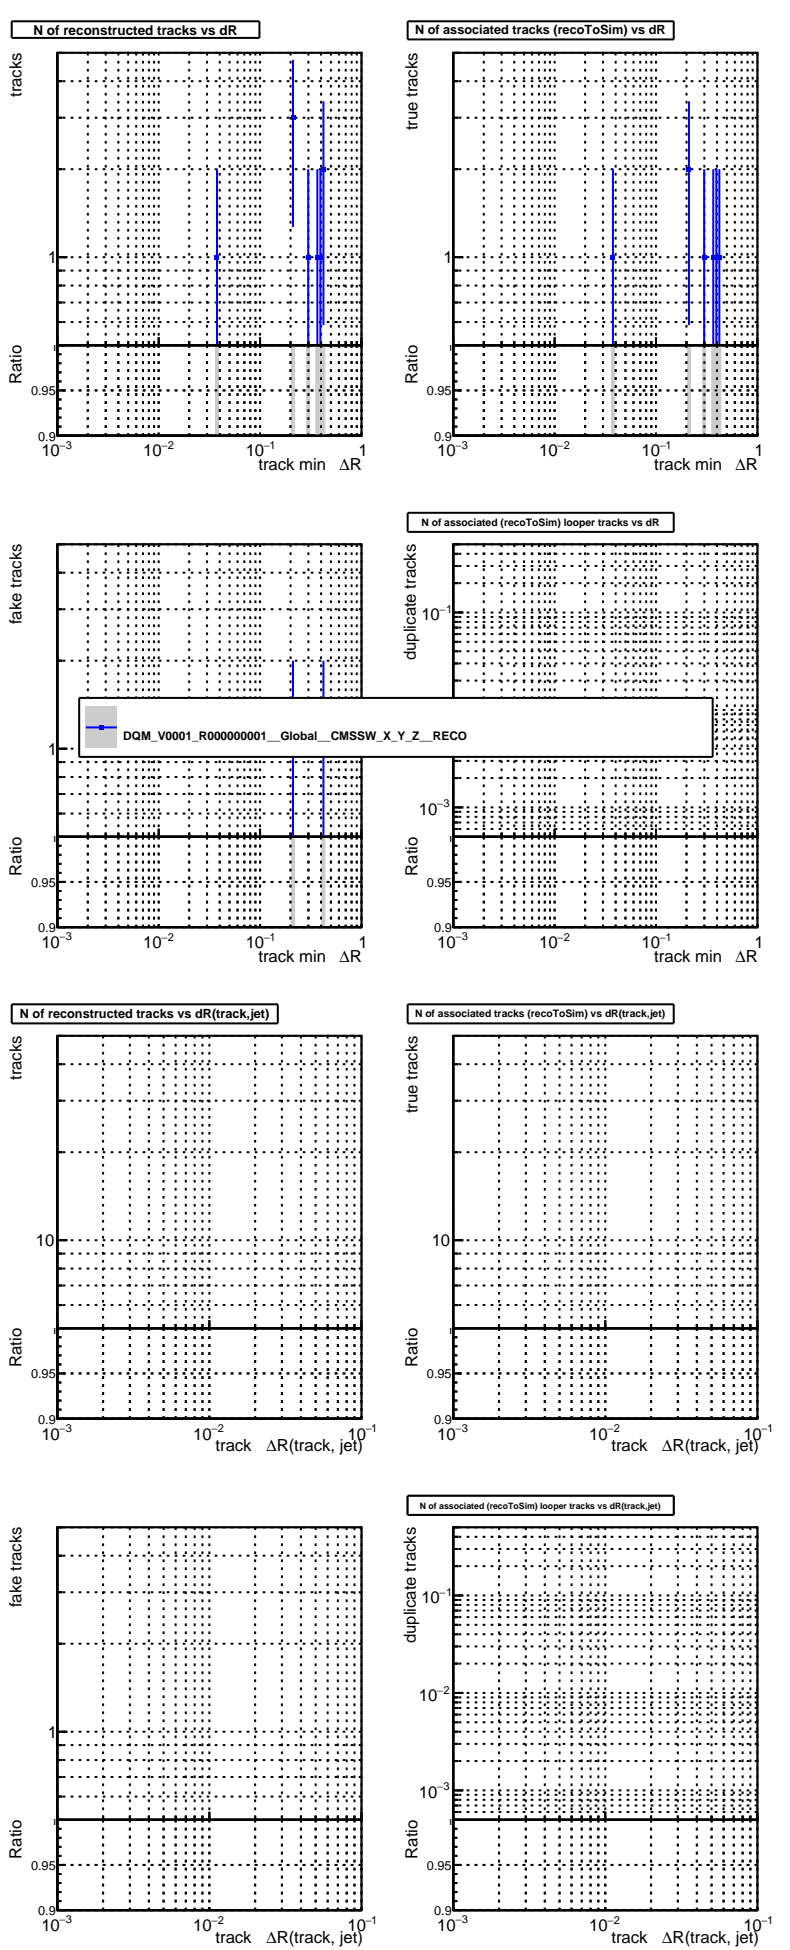 N of reconstructed tracks vs dR
tracks
1
Ratio
0.95
0.9
10⁻³ 10⁻² 10⁻¹ 1
track min ΔR
N of associated tracks (recoToSim) vs dR
true tracks
1
Ratio
0.95
0.9
10⁻³ 10⁻² 10⁻¹ 1
track min ΔR
fake tracks
1
Ratio
0.95
0.9
10⁻³ 10⁻² 10⁻¹ 1
track min ΔR
N of associated (recoToSim) looper tracks vs dR
duplicate tracks
10⁻¹
10⁻³
Ratio
0.95
0.9
10⁻³ 10⁻² 10⁻¹ 1
track min ΔR
DQM_V0001_R000000001__Global__CMSSW_X_Y_Z__RECO
N of reconstructed tracks vs dR(track,jet)
tracks
10
Ratio
0.95
0.9
10⁻³ 10⁻² 10⁻¹
track ΔR(track, jet)
N of associated tracks (recoToSim) vs dR(track,jet)
true tracks
10
Ratio
0.95
0.9
10⁻³ 10⁻² 10⁻¹
track ΔR(track, jet)
fake tracks
1
Ratio
0.95
0.9
10⁻³ 10⁻² 10⁻¹
track ΔR(track, jet)
N of associated (recoToSim) looper tracks vs dR(track,jet)
duplicate tracks
10⁻¹
10⁻²
10⁻³
Ratio
0.95
0.9
10⁻³ 10⁻² 10⁻¹
track ΔR(track, jet)